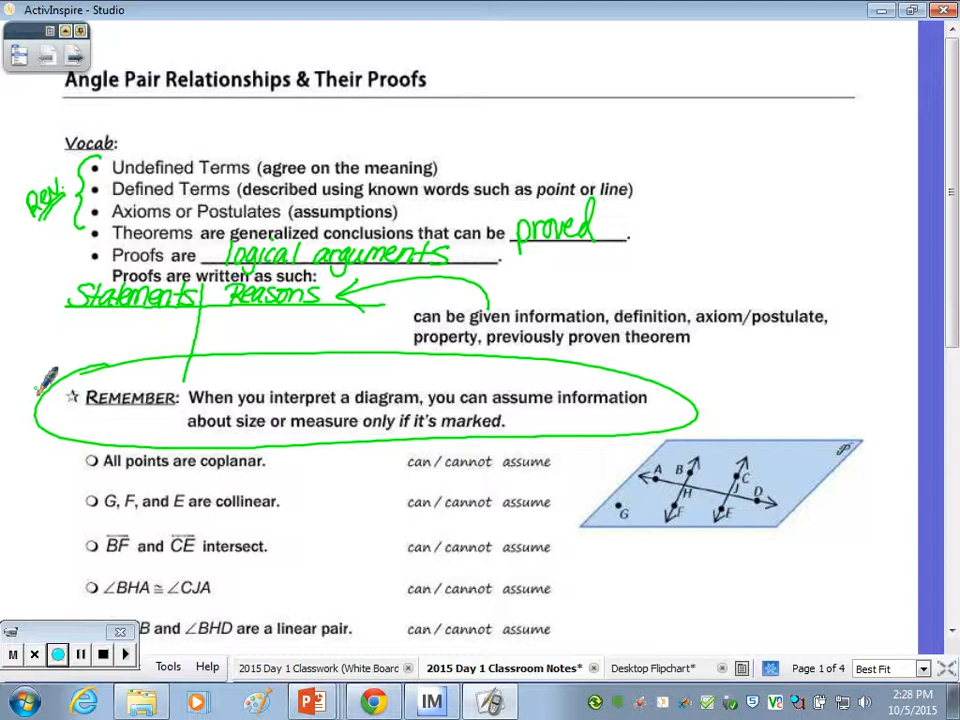 ActivInspire - Studio
Angle Pair Relationships & Their Proofs
Vocab:
Rev.
• Undefined Terms (agree on the meaning)
• Defined Terms (described using known words such as point or line)
• Axioms or Postulates (assumptions)
• Theorems are generalized conclusions that can be proved.
• Proofs are logical arguments.
Proofs are written as such:
Statements Reasons
can be given information, definition, axiom/postulate,
property, previously proven theorem
☆ REMEMBER: When you interpret a diagram, you can assume information
about size or measure only if it's marked.
All points are coplanar. can / cannot assume
G, F, and E are collinear. can / cannot assume
BF and CE intersect. can / cannot assume
∠BHA ≅ ∠CJA can / cannot assume
B and ∠BHD are a linear pair. can / cannot assume
P
A B C
H J D
G F E
M
Tools Help 2015 Day 1 Classwork (White Board 2015 Day 1 Classroom Notes* Desktop Flipchart* Page 1 of 4 Best Fit
IM
2:28 PM
10/5/2015